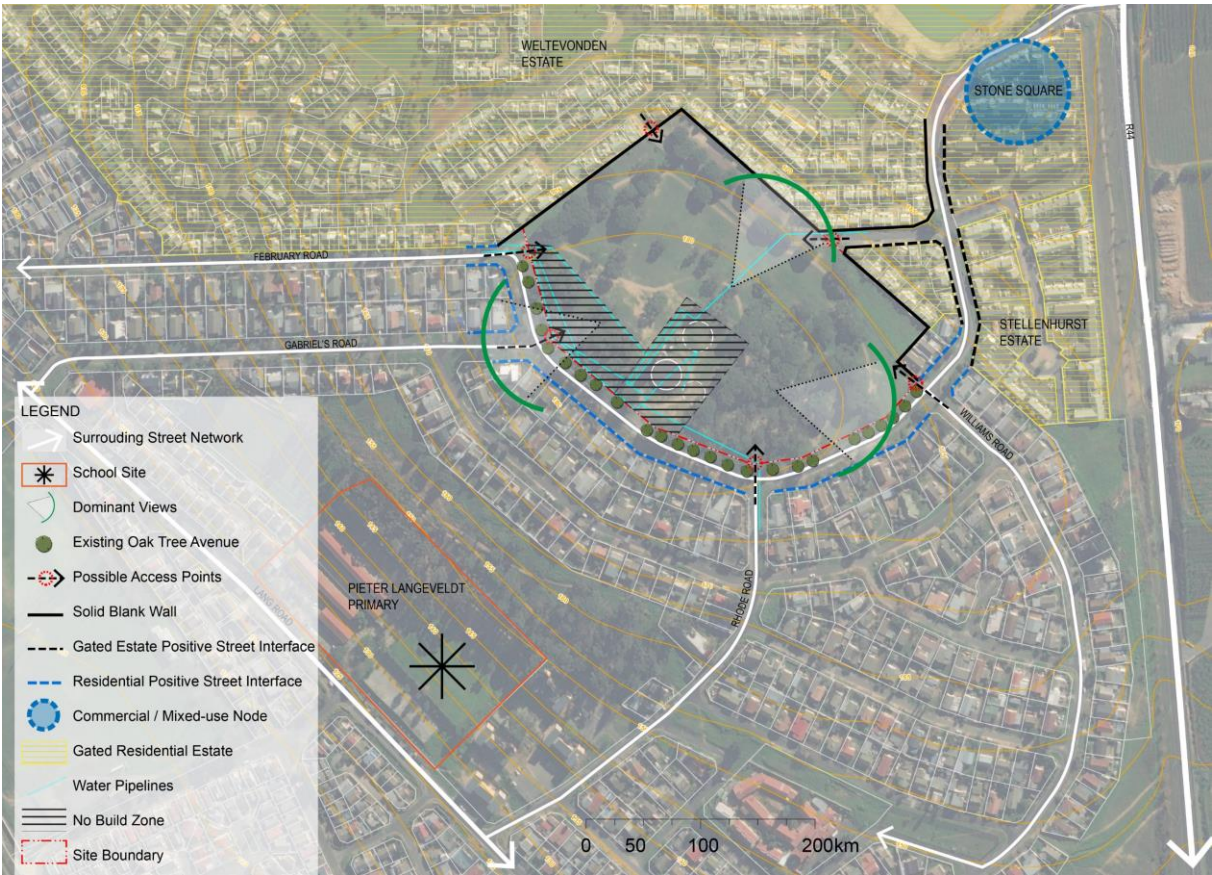 WELTEVONDEN
ESTATE
STONE SQUARE
R44
FEBRUARY ROAD
GABRIEL'S ROAD
STELLENHURST
ESTATE
WILLIAMS ROAD
RHODE ROAD
LANG ROAD
PIETER LANGEVELDT
PRIMARY
LEGEND
Surrouding Street Network
School Site
Dominant Views
Existing Oak Tree Avenue
Possible Access Points
Solid Blank Wall
Gated Estate Positive Street Interface
Residential Positive Street Interface
Commercial / Mixed-use Node
Gated Residential Estate
Water Pipelines
No Build Zone
Site Boundary
0 50 100 200km